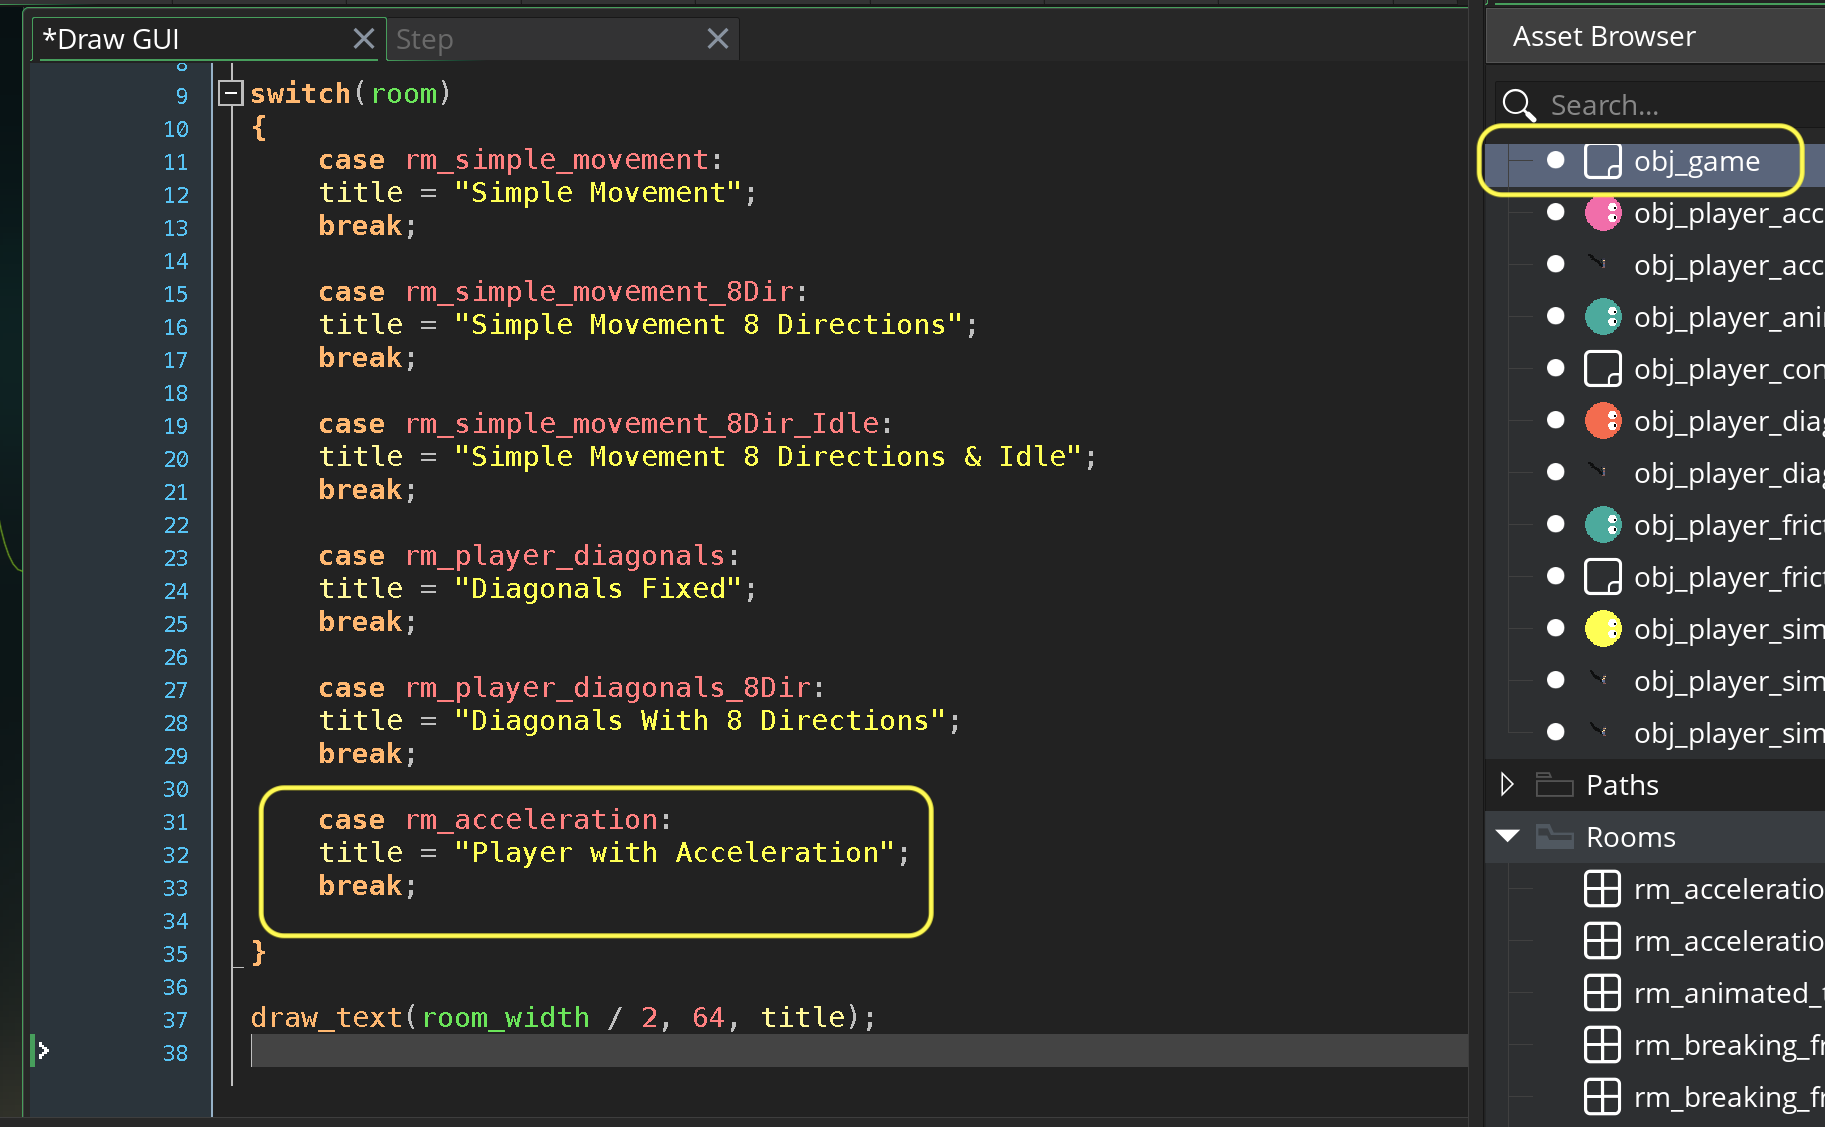 *Draw GUI
Step
8
9 switch(room)
10 {
11 case rm_simple_movement:
12 title = "Simple Movement";
13 break;
14
15 case rm_simple_movement_8Dir:
16 title = "Simple Movement 8 Directions";
17 break;
18
19 case rm_simple_movement_8Dir_Idle:
20 title = "Simple Movement 8 Directions & Idle";
21 break;
22
23 case rm_player_diagonals:
24 title = "Diagonals Fixed";
25 break;
26
27 case rm_player_diagonals_8Dir:
28 title = "Diagonals With 8 Directions";
29 break;
30
31 case rm_acceleration:
32 title = "Player with Acceleration";
33 break;
34
35 }
36
37 draw_text(room_width / 2, 64, title);
38
Asset Browser
Search...
obj_game
obj_player_acc
obj_player_acc
obj_player_ani
obj_player_con
obj_player_diag
obj_player_diag
obj_player_frict
obj_player_frict
obj_player_sim
obj_player_sim
obj_player_sim
Paths
Rooms
rm_acceleratio
rm_acceleratio
rm_animated_
rm_breaking_fr
rm_breaking_fr